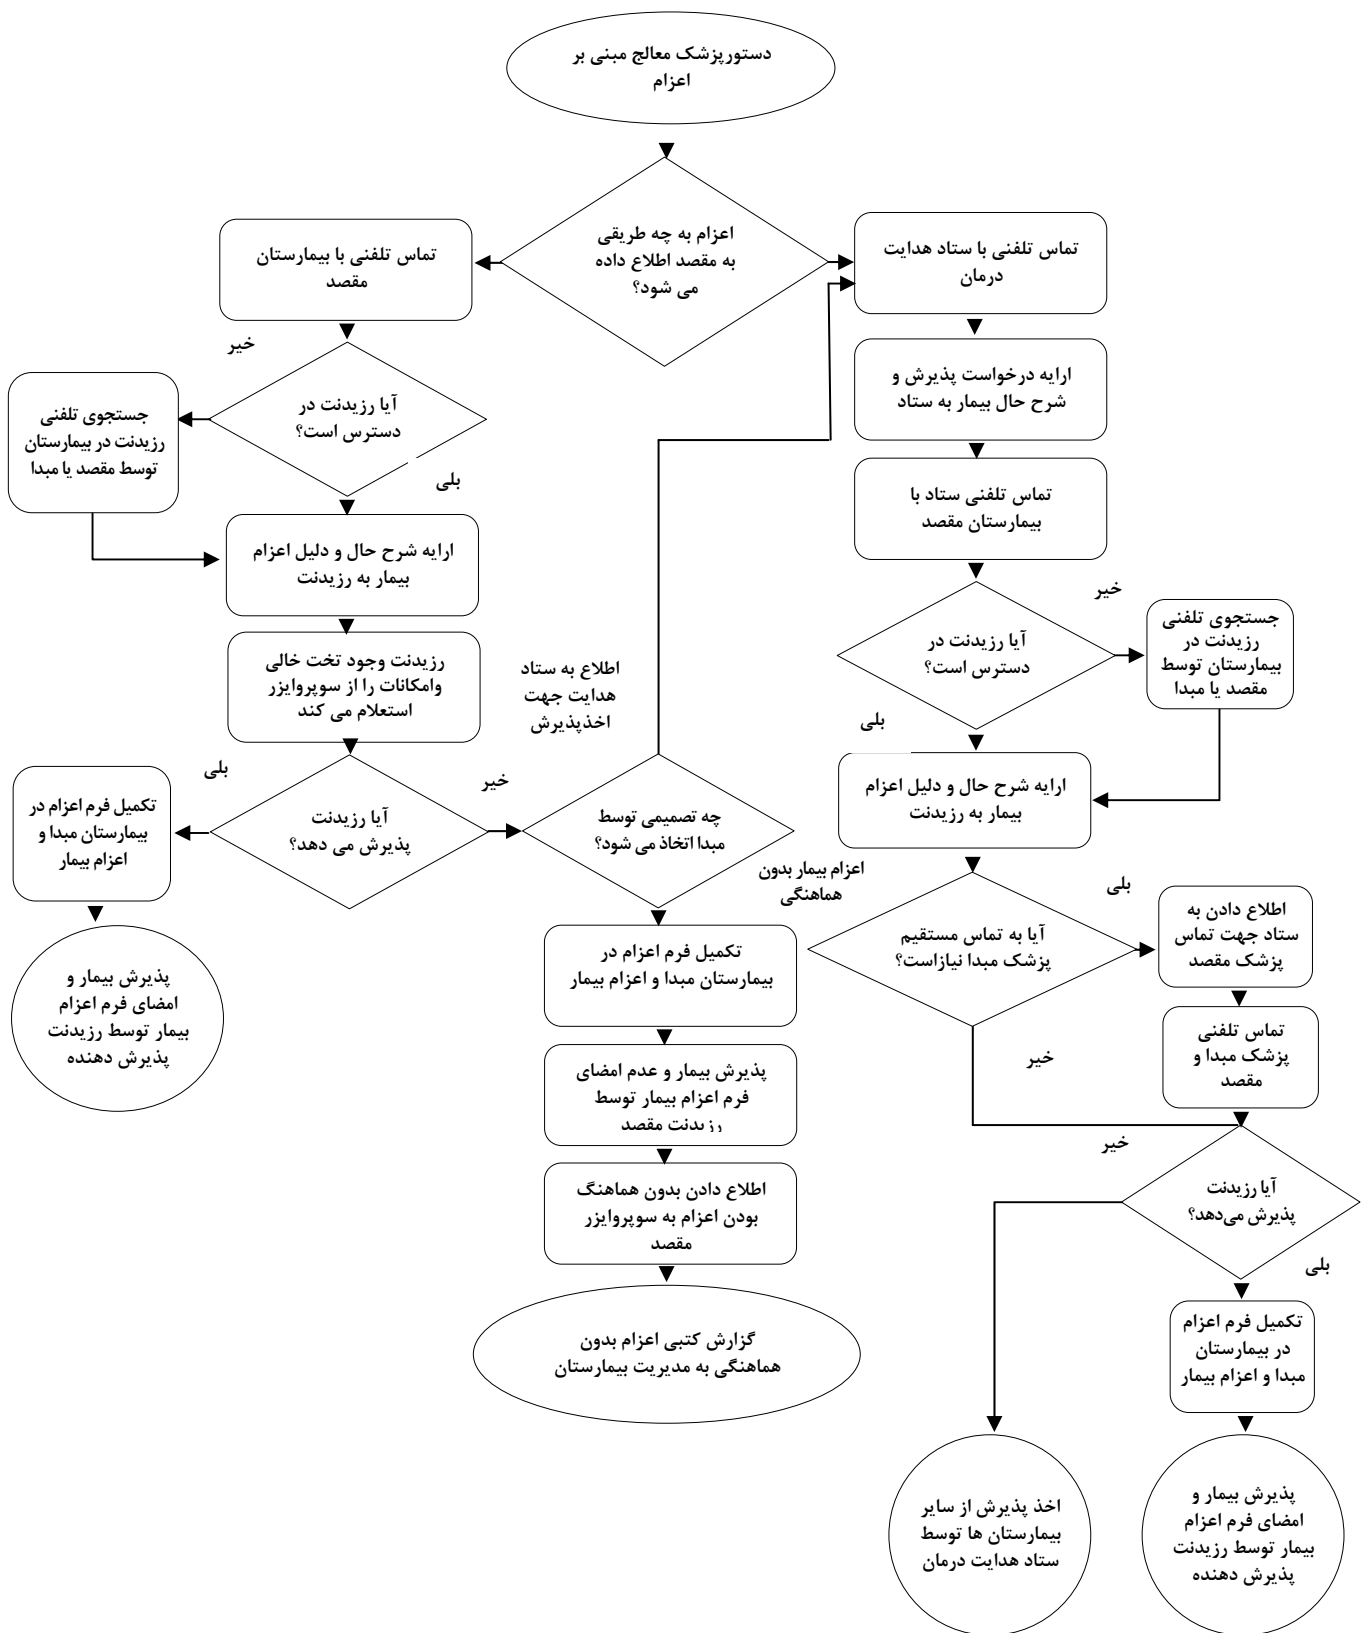 دستورپزشک معالج مبنی بر
اعزام
اعزام به چه طریقی
به مقصد اطلاع داده
می شود؟
تماس تلفنی با ستاد هدایت
درمان
تماس تلفنی با بیمارستان
مقصد
خیر
ارایه درخواست پذیرش و
شرح حال بیمار به ستاد
آیا رزیدنت در
دسترس است؟
جستجوی تلفنی
رزیدنت در بیمارستان
توسط مقصد یا مبدا
بلی
تماس تلفنی ستاد با
بیمارستان مقصد
ارایه شرح حال و دلیل اعزام
بیمار به رزیدنت
خیر
آیا رزیدنت در
دسترس است؟
جستجوی تلفنی
رزیدنت در
بیمارستان توسط
مقصد یا مبدا
رزیدنت وجود تخت خالی
وامکانات را از سوپروایزر
استعلام می کند
اطلاع به ستاد
هدایت جهت
اخذپذیرش
بلی
ارایه شرح حال و دلیل اعزام
بیمار به رزیدنت
بلی
خیر
آیا رزیدنت
پذیرش می دهد؟
چه تصمیمی توسط
مبدا اتخاذ می شود؟
تکمیل فرم اعزام در
بیمارستان مبدا و
اعزام بیمار
اعزام بیمار بدون
هماهنگی
بلی
آیا به تماس مستقیم
پزشک مبدا نیازاست؟
اطلاع دادن به
ستاد جهت تماس
پزشک مقصد
تکمیل فرم اعزام در
بیمارستان مبدا و اعزام بیمار
پذیرش بیمار و
امضای فرم اعزام
بیمار توسط رزیدنت
پذیرش دهنده
خیر
تماس تلفنی
پزشک مبدا و
مقصد
پذیرش بیمار و عدم امضای
فرم اعزام بیمار توسط
رزیدنت مقصد
خیر
آیا رزیدنت
پذیرش می‌دهد؟
اطلاع دادن بدون هماهنگ
بودن اعزام به سوپروایزر
مقصد
بلی
تکمیل فرم اعزام
در بیمارستان
مبدا و اعزام بیمار
گزارش کتبی اعزام بدون
هماهنگی به مدیریت بیمارستان
اخذ پذیرش از سایر
بیمارستان ها توسط
ستاد هدایت درمان
پذیرش بیمار و
امضای فرم اعزام
بیمار توسط رزیدنت
پذیرش دهنده